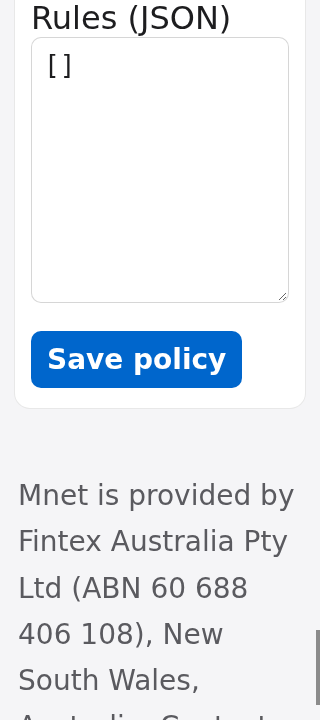 Rules (JSON)
[]
Save policy
Mnet is provided by
Fintex Australia Pty
Ltd (ABN 60 688
406 108), New
South Wales,